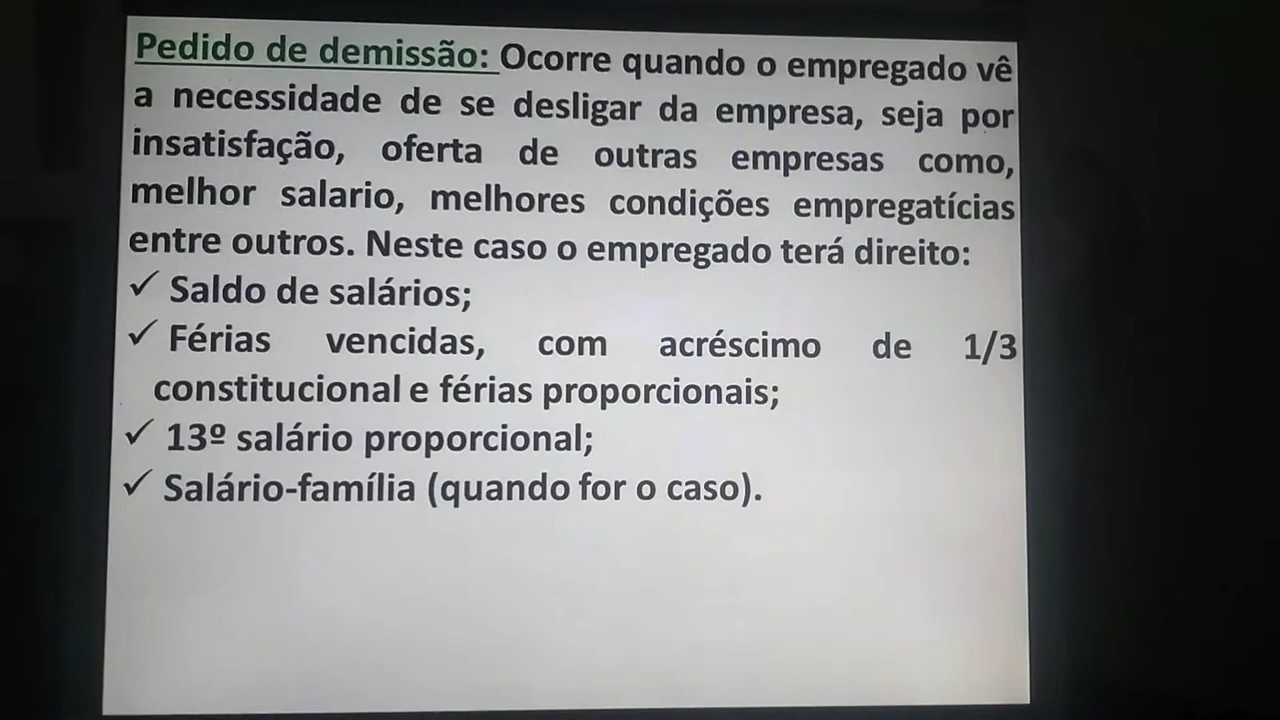 Pedido de demissão: Ocorre quando o empregado vê
a necessidade de se desligar da empresa, seja por
insatisfação, oferta de outras empresas como,
melhor salario, melhores condições empregatícias
entre outros. Neste caso o empregado terá direito:
✓ Saldo de salários;
✓ Férias vencidas, com acréscimo de 1/3
constitucional e férias proporcionais;
✓ 13º salário proporcional;
✓ Salário-família (quando for o caso).